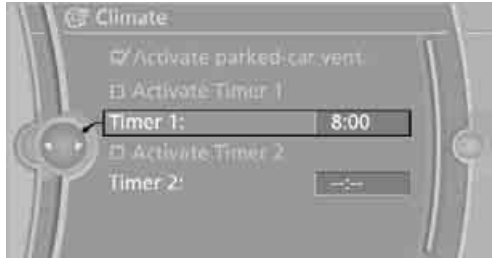 Climate
Activate parked-car vent.
Activate Timer 1
Timer 1: 8:00
Activate Timer 2
Timer 2: --:--